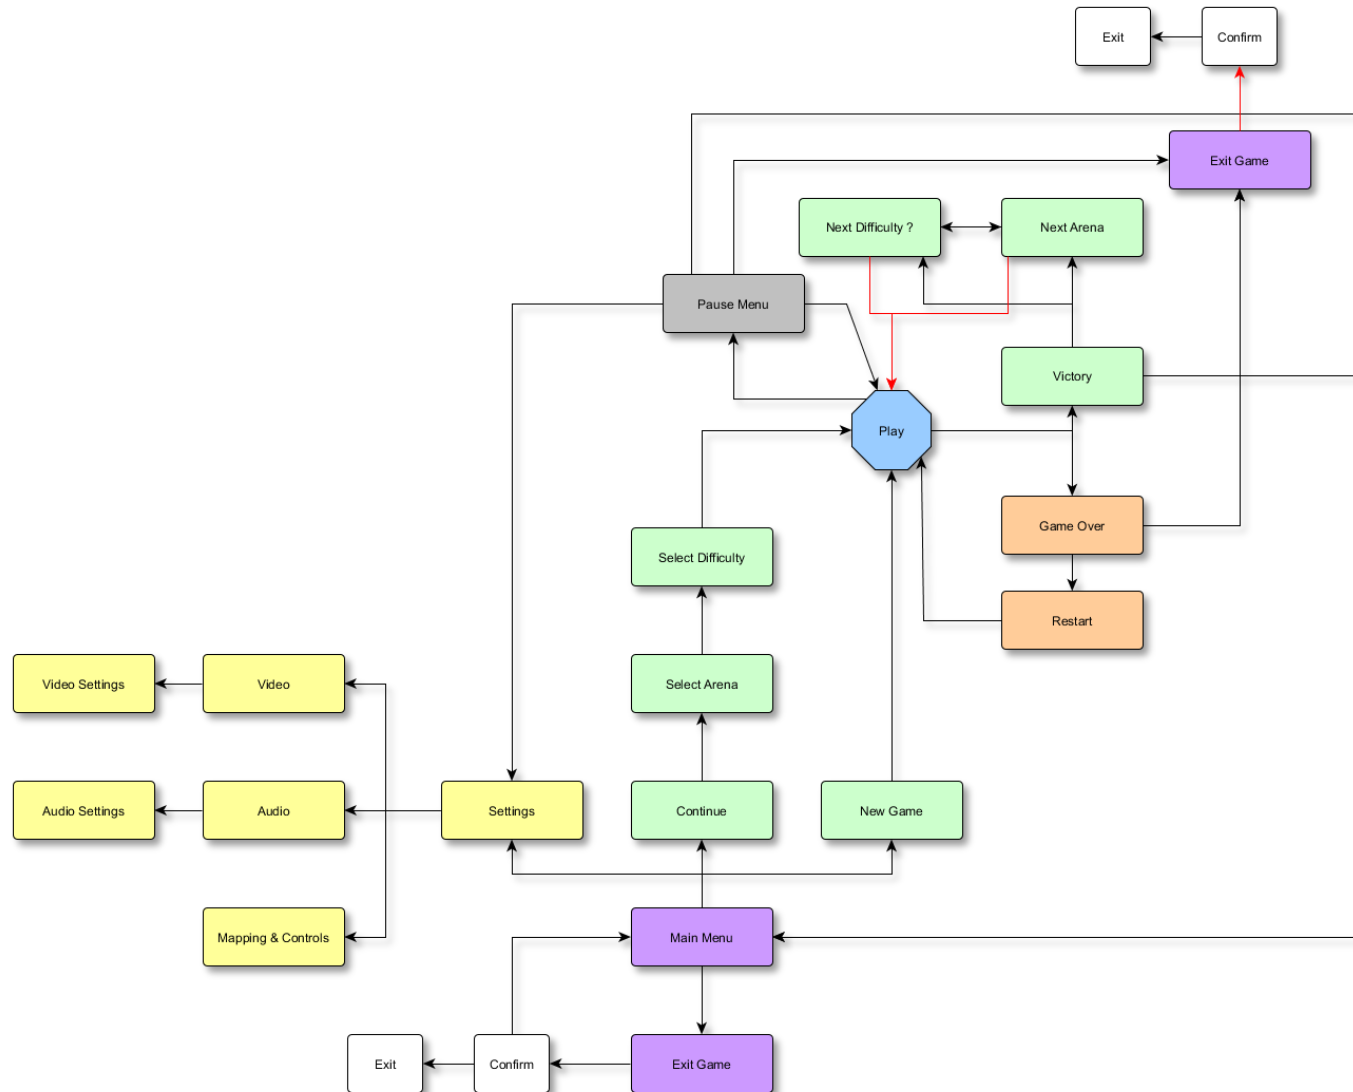 Exit
Confirm
Exit Game
Next Difficulty ?
Next Arena
Pause Menu
Victory
Play
Game Over
Select Difficulty
Restart
Video Settings
Video
Select Arena
Audio Settings
Audio
Settings
Continue
New Game
Mapping & Controls
Main Menu
Exit
Confirm
Exit Game